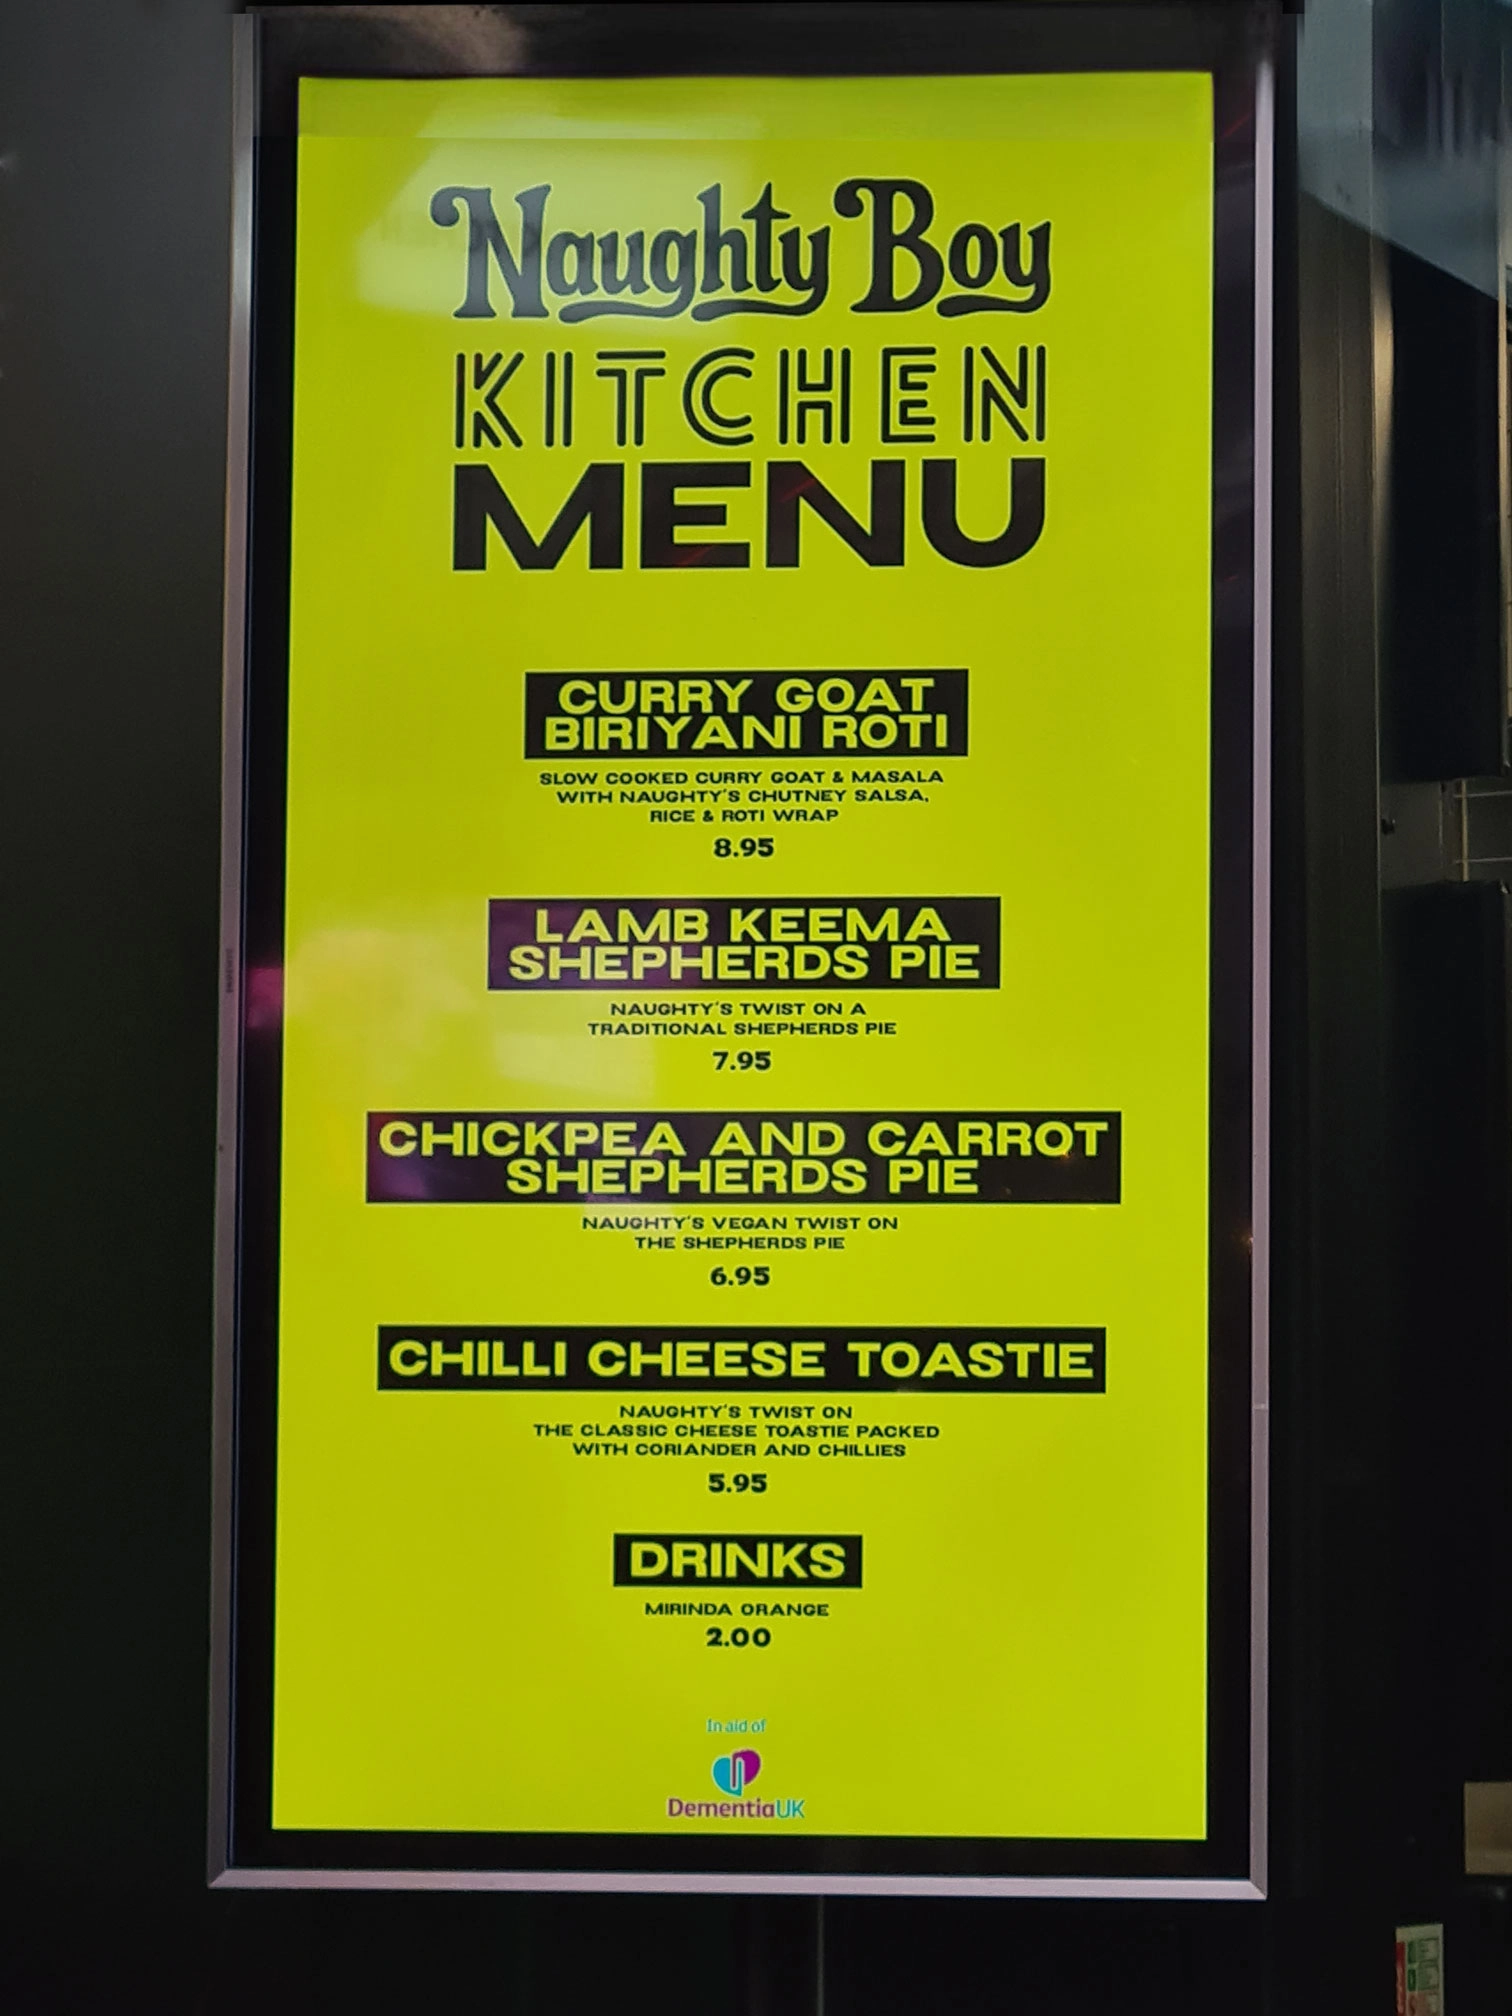 Naughty Boy
KITCHEN
MENU
CURRY GOAT
BIRIYANI ROTI
SLOW COOKED CURRY GOAT & MASALA
WITH NAUGHTY'S CHUTNEY SALSA,
RICE & ROTI WRAP
8.95
LAMB KEEMA
SHEPHERDS PIE
NAUGHTY'S TWIST ON A
TRADITIONAL SHEPHERDS PIE
7.95
CHICKPEA AND CARROT
SHEPHERDS PIE
NAUGHTY'S VEGAN TWIST ON
THE SHEPHERDS PIE
6.95
CHILLI CHEESE TOASTIE
NAUGHTY'S TWIST ON
THE CLASSIC CHEESE TOASTIE PACKED
WITH CORIANDER AND CHILLIES
5.95
DRINKS
MIRINDA ORANGE
2.00
In aid of
DementiaUK